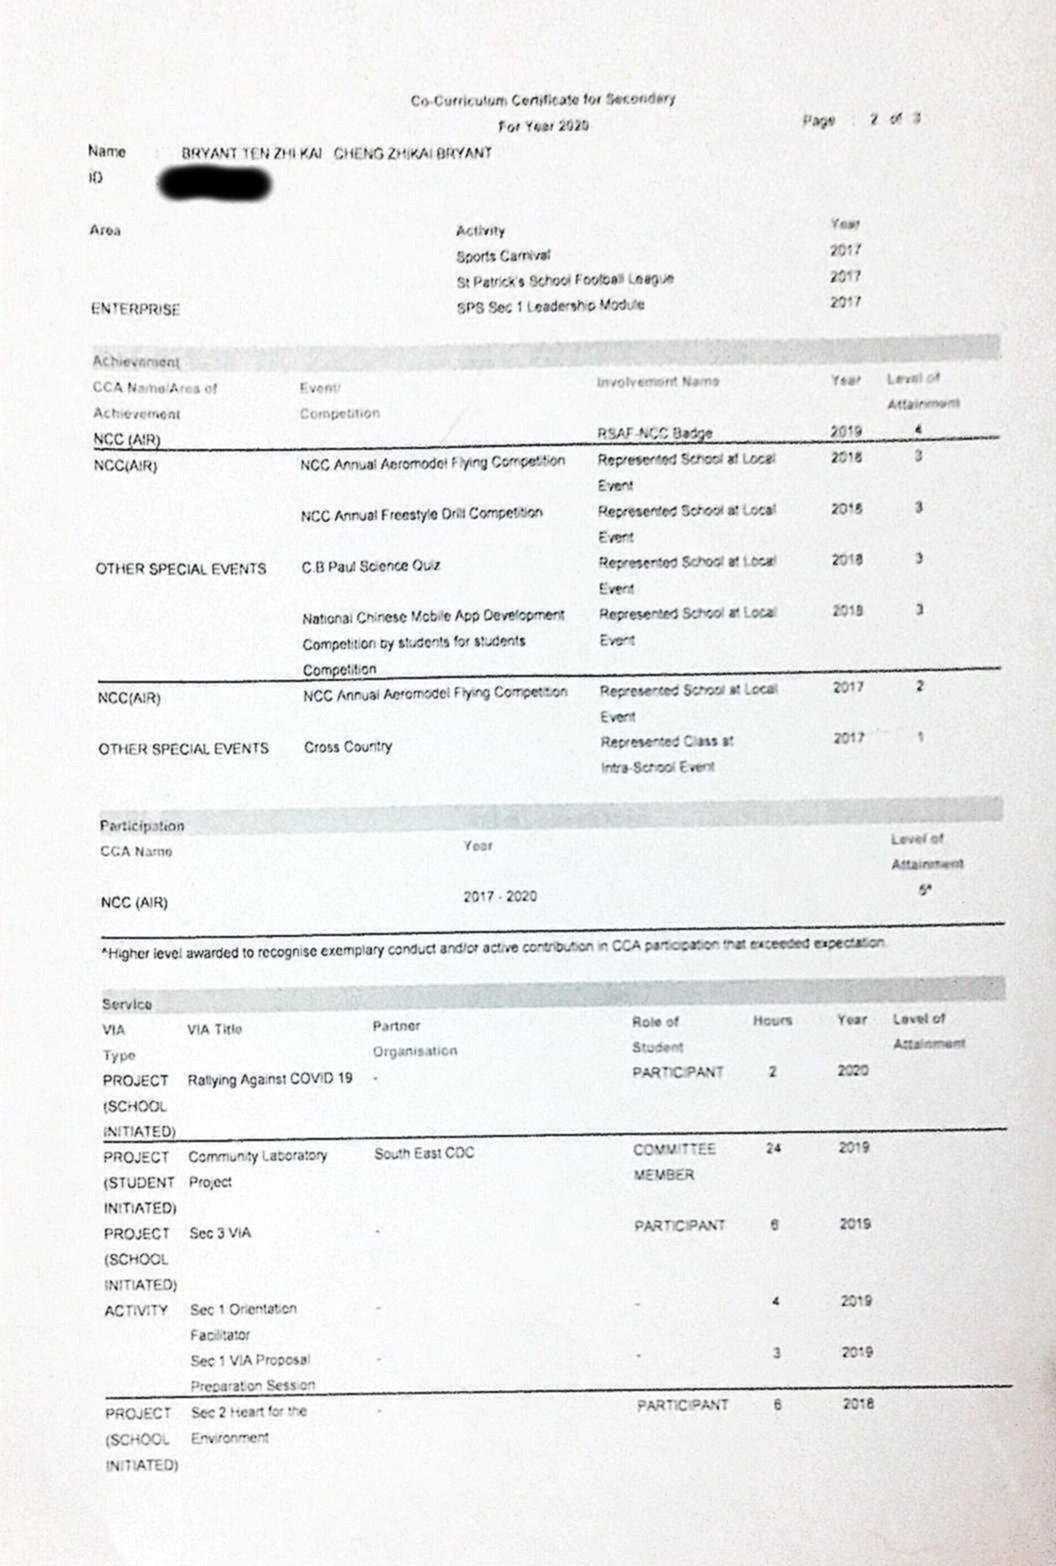 Co-Curriculum Certificate for Secondary
For Year 2020
Page : 2 of 3
Name : BRYANT TEN ZHI KAI CHENG ZHIKAI BRYANT
ID
Area Activity Year
Sports Carnival 2017
St Patrick's School Football League 2017
ENTERPRISE SPS Sec 1 Leadership Module 2017
Achievement
CCA Name/Area of Event/ Involvement Name Year Level of
Achievement Competition Attainment
NCC (AIR) RSAF-NCC Badge 2019 4
NCC(AIR) NCC Annual Aeromodel Flying Competition Represented School at Local 2018 3
Event
NCC Annual Freestyle Drill Competition Represented School at Local 2018 3
Event
OTHER SPECIAL EVENTS C.B Paul Science Quiz Represented School at Local 2018 3
Event
National Chinese Mobile App Development Represented School at Local 2018 3
Competition by students for students Event
Competition
NCC(AIR) NCC Annual Aeromodel Flying Competition Represented School at Local 2017 2
Event
OTHER SPECIAL EVENTS Cross Country Represented Class at 2017 1
Intra-School Event
Participation
CCA Name Year Level of
Attainment
NCC (AIR) 2017 - 2020 5^
^Higher level awarded to recognise exemplary conduct and/or active contribution in CCA participation that exceeded expectation.
Service
VIA VIA Title Partner Role of Hours Year Level of
Type Organisation Student Attainment
PROJECT Rallying Against COVID 19 - PARTICIPANT 2 2020
(SCHOOL
INITIATED)
PROJECT Community Laboratory South East CDC COMMITTEE 24 2019
(STUDENT Project MEMBER
INITIATED)
PROJECT Sec 3 VIA - PARTICIPANT 6 2019
(SCHOOL
INITIATED)
ACTIVITY Sec 1 Orientation - - 4 2019
Facilitator
Sec 1 VIA Proposal - - 3 2019
Preparation Session
PROJECT Sec 2 Heart for the - PARTICIPANT 6 2018
(SCHOOL Environment
INITIATED)